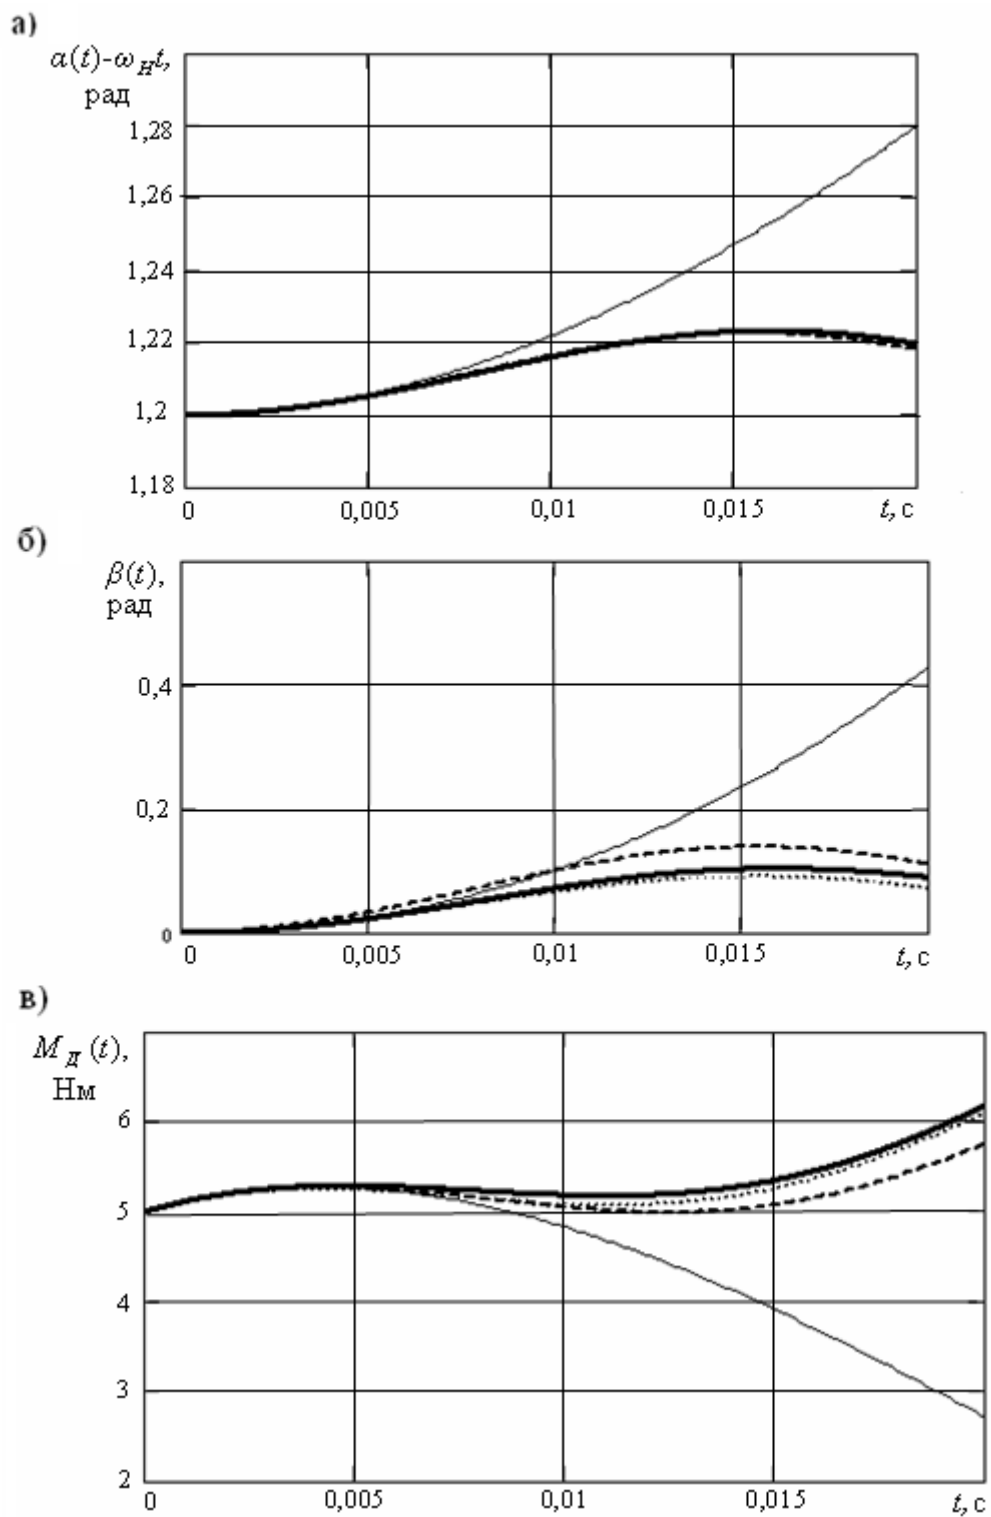 а)
α(t)-ω_H t,
рад
1,28
1,26
1,24
1,22
1,2
1,18
0 0,005 0,01 0,015 t, c
б)
β(t),
рад
0,4
0,2
0
0 0,005 0,01 0,015 t, c
в)
M_Д (t),
Нм
6
5
4
3
2
0 0,005 0,01 0,015 t, c